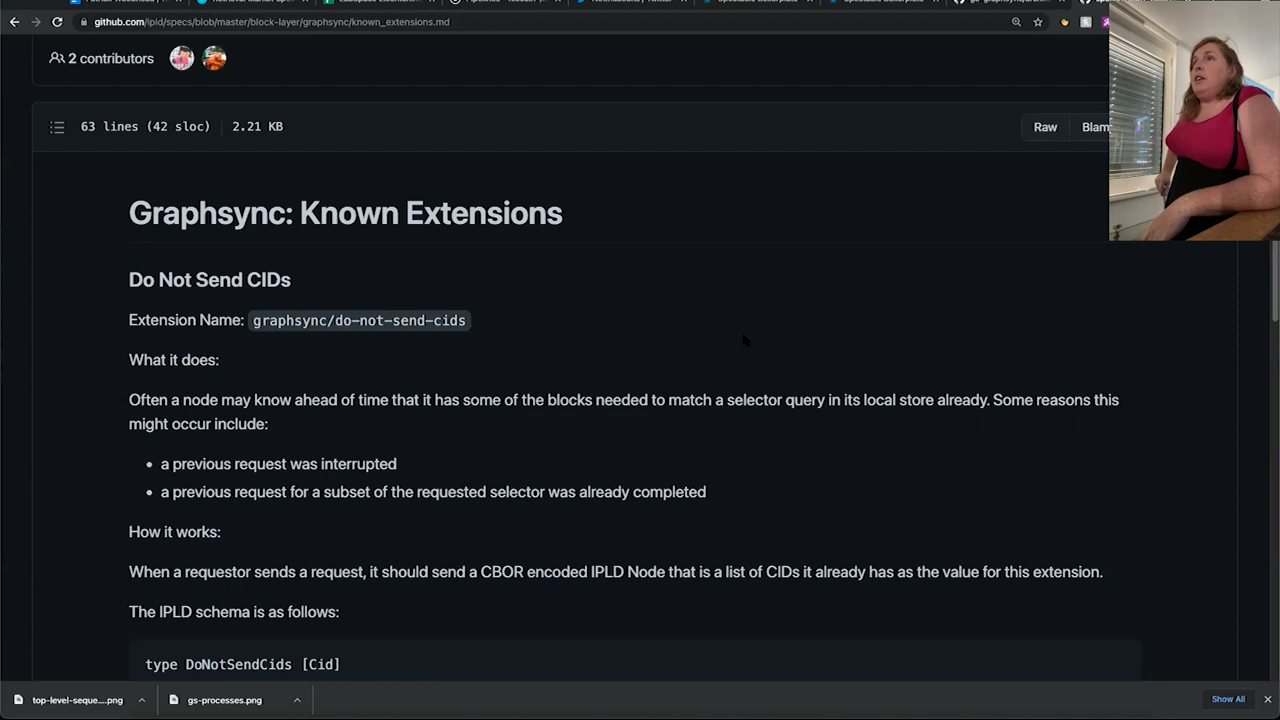 github.com/ipld/specs/blob/master/block-layer/graphsync/known_extensions.md
2 contributors
63 lines (42 sloc) 2.21 KB
Raw
Graphsync: Known Extensions
Do Not Send CIDs
Extension Name: graphsync/do-not-send-cids
What it does:
Often a node may know ahead of time that it has some of the blocks needed to match a selector query in its local store already. Some reasons this
might occur include:
• a previous request was interrupted
• a previous request for a subset of the requested selector was already completed
How it works:
When a requestor sends a request, it should send a CBOR encoded IPLD Node that is a list of CIDs it already has as the value for this extension.
The IPLD schema is as follows:
type DoNotSendCids [Cid]
top-level-seque....png
gs-processes.png
Show All